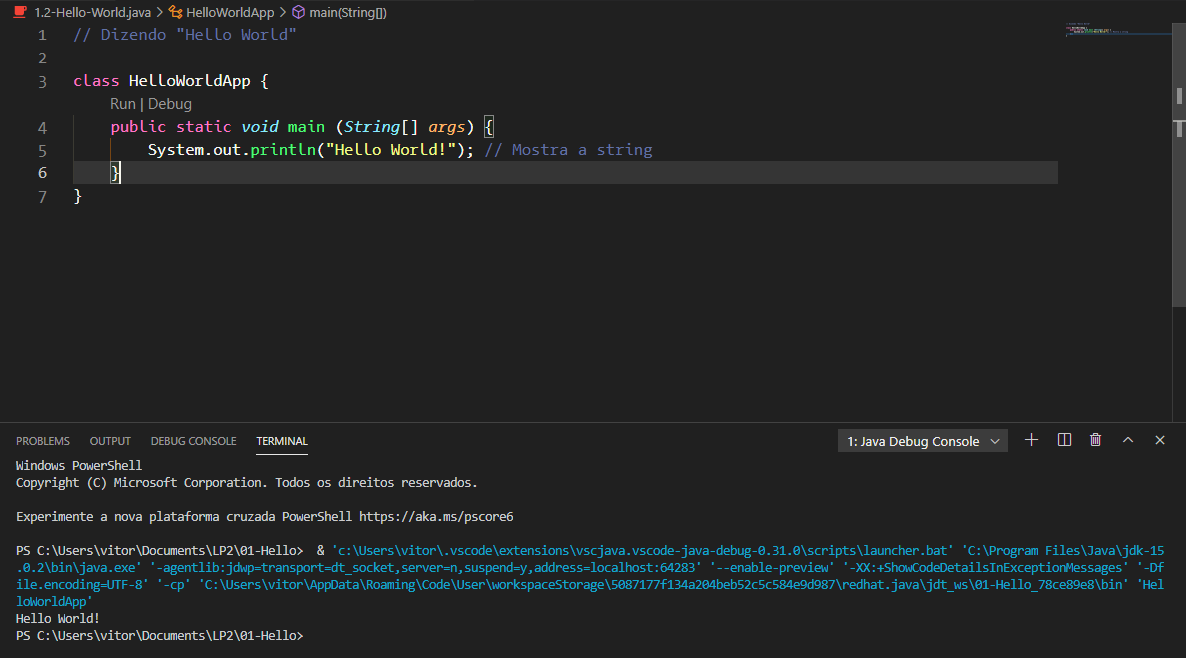 1.2-Hello-World.java > HelloWorldApp > main(String[])
1 // Dizendo "Hello World"
2
3 class HelloWorldApp {
Run | Debug
4 public static void main (String[] args) {
5 System.out.println("Hello World!"); // Mostra a string
6 }
7 }
PROBLEMS OUTPUT DEBUG CONSOLE TERMINAL 1: Java Debug Console
Windows PowerShell
Copyright (C) Microsoft Corporation. Todos os direitos reservados.
Experimente a nova plataforma cruzada PowerShell https://aka.ms/pscore6
PS C:\Users\vitor\Documents\LP2\01-Hello> & 'c:\Users\vitor\.vscode\extensions\vscjava.vscode-java-debug-0.31.0\scripts\launcher.bat' 'C:\Program Files\Java\jdk-15
.0.2\bin\java.exe' '-agentlib:jdwp=transport=dt_socket,server=n,suspend=y,address=localhost:64283' '--enable-preview' '-XX:+ShowCodeDetailsInExceptionMessages' '-Df
ile.encoding=UTF-8' '-cp' 'C:\Users\vitor\AppData\Roaming\Code\User\workspaceStorage\5087177f134a204beb52c5c584e9d987\redhat.java\jdt_ws\01-Hello_78ce89e8\bin' 'Hel
loWorldApp'
Hello World!
PS C:\Users\vitor\Documents\LP2\01-Hello>